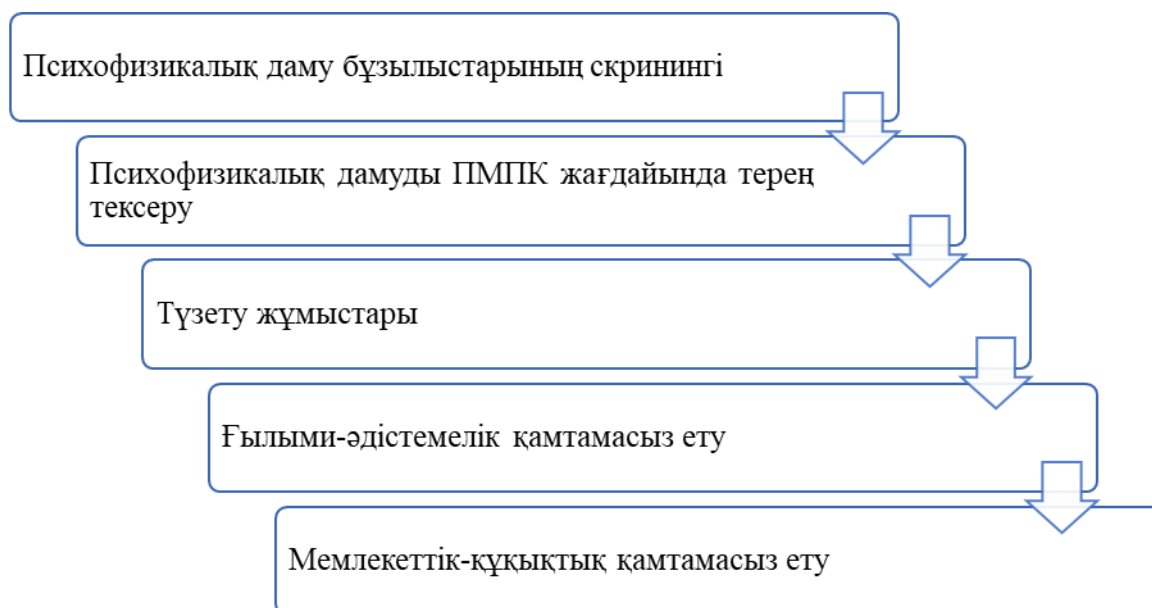 Психофизикалық даму бұзылыстарының скринингі
Психофизикалық дамуды ПМПК жағдайында терең
тексеру
Түзету жұмыстары
Ғылыми-әдістемелік қамтамасыз ету
Мемлекеттік-құқықтық қамтамасыз ету